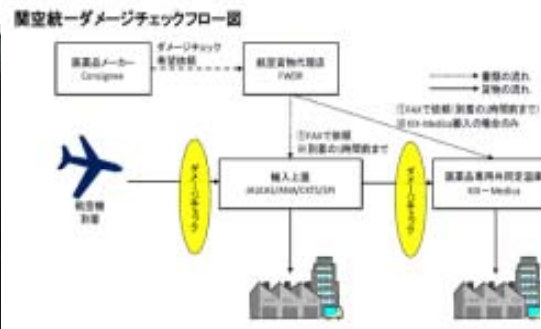 関空統一ダメージチェックフロー図
医薬品メーカー
Consignee
ダメージチェック
希望依頼
航空貨物代理店
FWDR
書類の流れ
貨物の流れ
①FAXで依頼
※到着の3時間前まで
①FAXで依頼(到着の3時間前まで)
※KIX-Medica搬入の場合のみ
航空機
到着
ダメージチェック
輸入上屋
ダメージチェック
医薬品専用共同定温庫
KIX-Medica